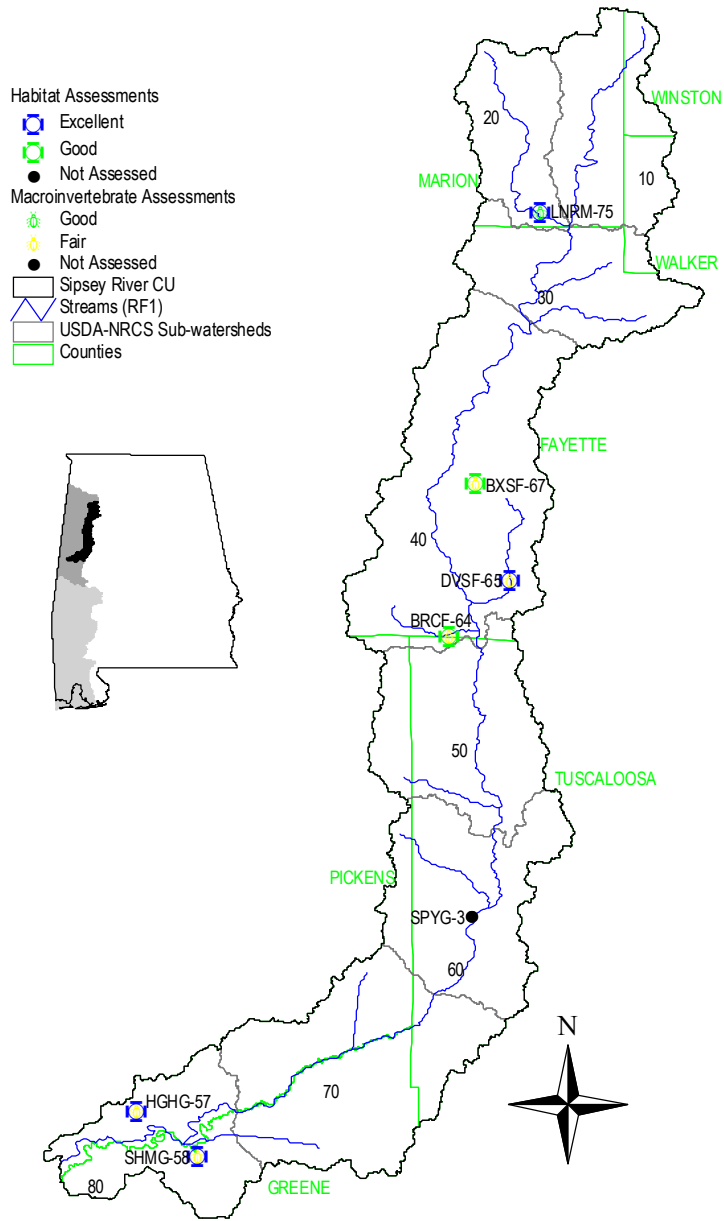 Habitat Assessments
Excellent
Good
Not Assessed
Macroinvertebrate Assessments
Good
Fair
Not Assessed
Sipsey River CU
Streams (RF1)
USDA-NRCS Sub-watersheds
Counties
WINSTON
20
10
MARION
LNRM-75
WALKER
30
FAYETTE
BXSF-67
40
DVSF-65
BRCF-64
50
TUSCALOOSA
PICKENS
SPYG-3
60
N
70
HGHG-57
SHMG-58
80
GREENE